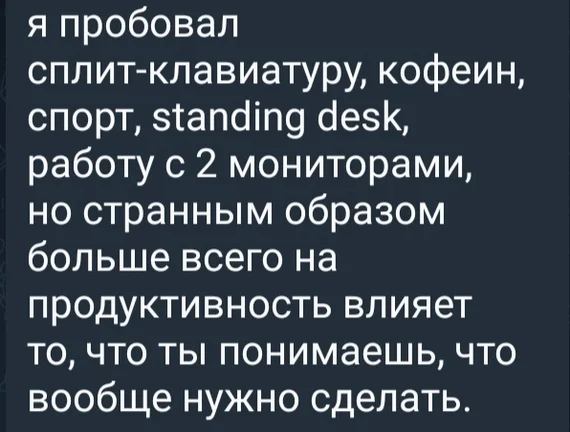 я пробовал
сплит-клавиатуру, кофеин,
спорт, standing desk,
работу с 2 мониторами,
но странным образом
больше всего на
продуктивность влияет
то, что ты понимаешь, что
вообще нужно сделать.